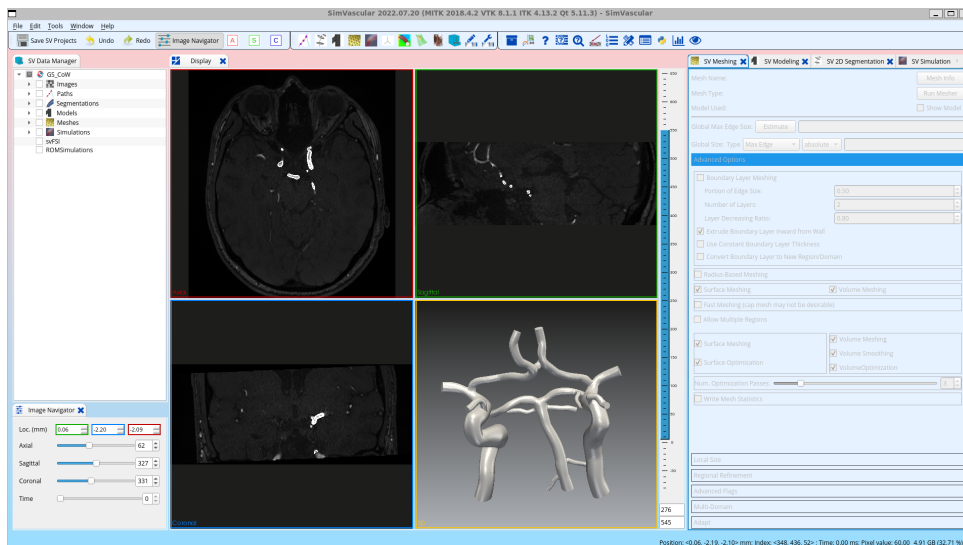 SimVascular 2022.07.20 (MITK 2018.4.2 VTK 8.1.1 ITK 4.13.2 Qt 5.11.3) - SimVascular
File Edit Tools Window Help
Save SV Projects Undo Redo Image Navigator A S C
SV Data Manager
GS_CoW
Images
Paths
Segmentations
Models
Meshes
Simulations
svFSI
ROMSimulations
Image Navigator
Loc. (mm) 0.06 -2.20 -2.09
Axial 62
Sagittal 327
Coronal 331
Time 0
Display
Axial
Sagittal
Coronal
3D
276
545
SV Meshing SV Modeling SV 2D Segmentation SV Simulation
Mesh Name: Mesh Info
Mesh Type: Run Mesher
Model Used: Show Model
Global Max Edge Size: Estimate
Global Size: Type Max Edge absolute
Advanced Options
Boundary Layer Meshing
Portion of Edge Size: 0.50
Number of Layers: 2
Layer Decreasing Ratio: 0.80
Extrude Boundary Layer Inward from Wall
Use Constant Boundary Layer Thickness
Convert Boundary Layer to New Region/Domain
Radius-Based Meshing
Surface Meshing Volume Meshing
Fast Meshing (cap mesh may not be desirable)
Allow Multiple Regions
Surface Meshing
Surface Optimization
Volume Meshing
Volume Smoothing
VolumeOptimization
Num. Optimization Passes:
Write Mesh Statistics
Local Size
Regional Refinement
Advanced Flags
Multi-Domain
Adapt
Position: <0.06, -2.19, -2.10> mm; Index: <348, 436, 52> ; Time: 0.00 ms; Pixel value: 60.00 4.91 GB (32.71 %)